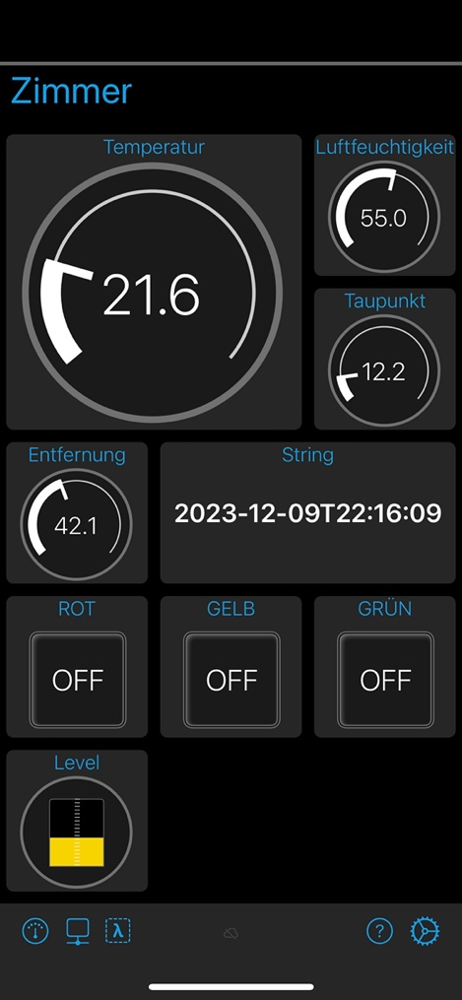 Zimmer
Temperatur
21.6
Luftfeuchtigkeit
55.0
Taupunkt
12.2
Entfernung
42.1
String
2023-12-09T22:16:09
ROT
OFF
GELB
OFF
GRÜN
OFF
Level
λ
?